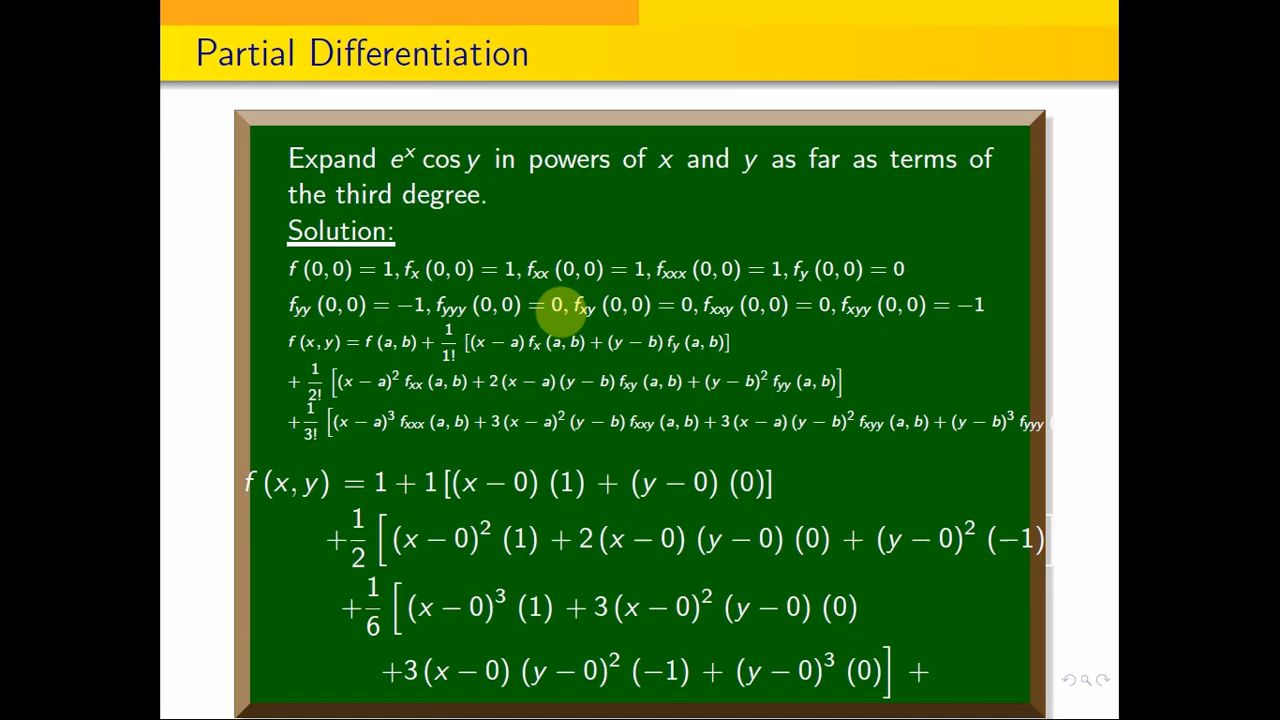 Partial Differentiation
Expand e^x cos y in powers of x and y as far as terms of
the third degree.
Solution:
f (0, 0) = 1, f_x (0, 0) = 1, f_xx (0, 0) = 1, f_xxx (0, 0) = 1, f_y (0, 0) = 0
f_yy (0, 0) = −1, f_yyy (0, 0) = 0, f_xy (0, 0) = 0, f_xxy (0, 0) = 0, f_xyy (0, 0) = −1
f (x, y) = f (a, b) + 1/1! [(x − a) f_x (a, b) + (y − b) f_y (a, b)]
+ 1/2! [(x − a)^2 f_xx (a, b) + 2 (x − a) (y − b) f_xy (a, b) + (y − b)^2 f_yy (a, b)]
+ 1/3! [(x − a)^3 f_xxx (a, b) + 3 (x − a)^2 (y − b) f_xxy (a, b) + 3 (x − a) (y − b)^2 f_xyy (a, b) + (y − b)^3 f_yyy
f (x, y) = 1 + 1 [(x − 0) (1) + (y − 0) (0)]
+ 1/2 [(x − 0)^2 (1) + 2 (x − 0) (y − 0) (0) + (y − 0)^2 (−1)]
+ 1/6 [(x − 0)^3 (1) + 3 (x − 0)^2 (y − 0) (0)
+3 (x − 0) (y − 0)^2 (−1) + (y − 0)^3 (0)] +